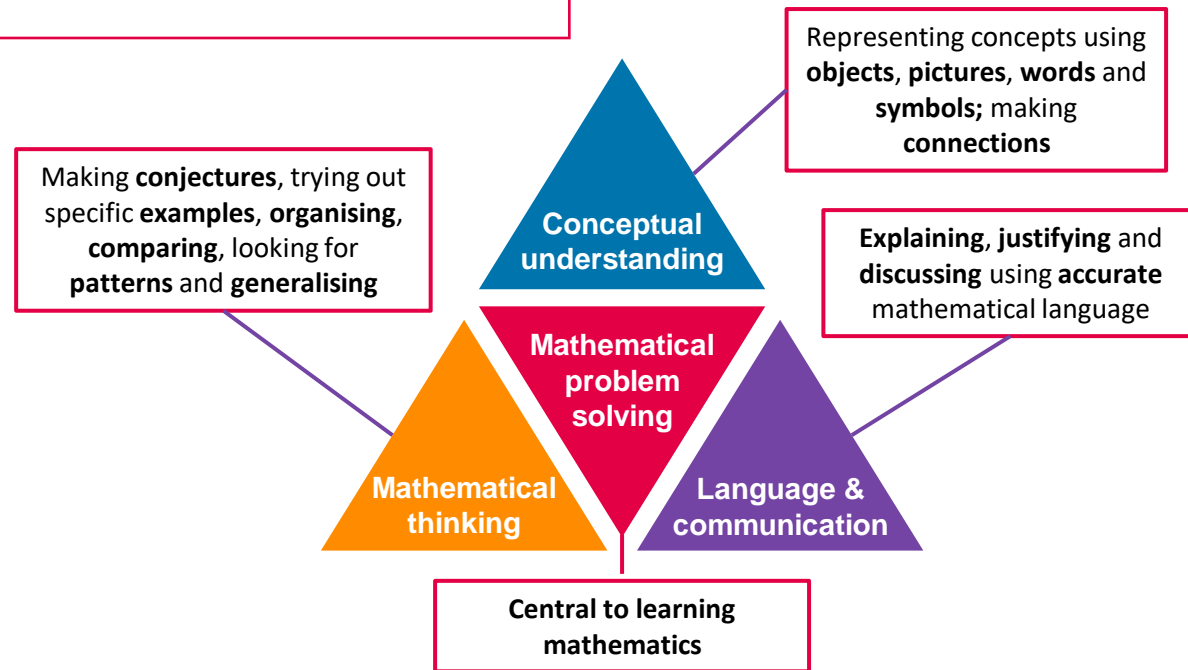 Representing concepts using
objects, pictures, words and
symbols; making
connections
Making conjectures, trying out
specific examples, organising,
comparing, looking for
patterns and generalising
Conceptual
understanding
Explaining, justifying and
discussing using accurate
mathematical language
Mathematical
problem
solving
Mathematical
thinking
Language &
communication
Central to learning
mathematics